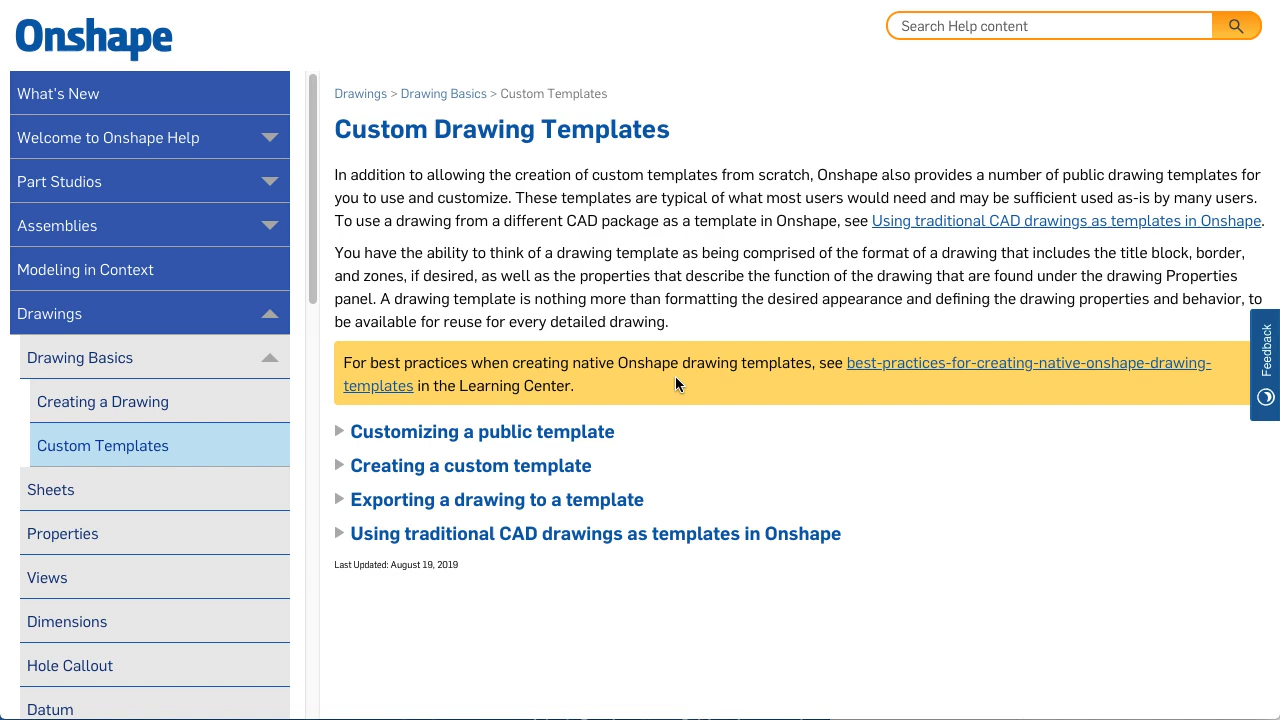 Onshape
Search Help content
What's New
Welcome to Onshape Help
Part Studios
Assemblies
Modeling in Context
Drawings
Drawing Basics
Creating a Drawing
Custom Templates
Sheets
Properties
Views
Dimensions
Hole Callout
Datum
Drawings > Drawing Basics > Custom Templates
Custom Drawing Templates
In addition to allowing the creation of custom templates from scratch, Onshape also provides a number of public drawing templates for
you to use and customize. These templates are typical of what most users would need and may be sufficient used as-is by many users.
To use a drawing from a different CAD package as a template in Onshape, see Using traditional CAD drawings as templates in Onshape.
You have the ability to think of a drawing template as being comprised of the format of a drawing that includes the title block, border,
and zones, if desired, as well as the properties that describe the function of the drawing that are found under the drawing Properties
panel. A drawing template is nothing more than formatting the desired appearance and defining the drawing properties and behavior, to
be available for reuse for every detailed drawing.
For best practices when creating native Onshape drawing templates, see best-practices-for-creating-native-onshape-drawing-
templates in the Learning Center.
Customizing a public template
Creating a custom template
Exporting a drawing to a template
Using traditional CAD drawings as templates in Onshape
Last Updated: August 19, 2019
Feedback